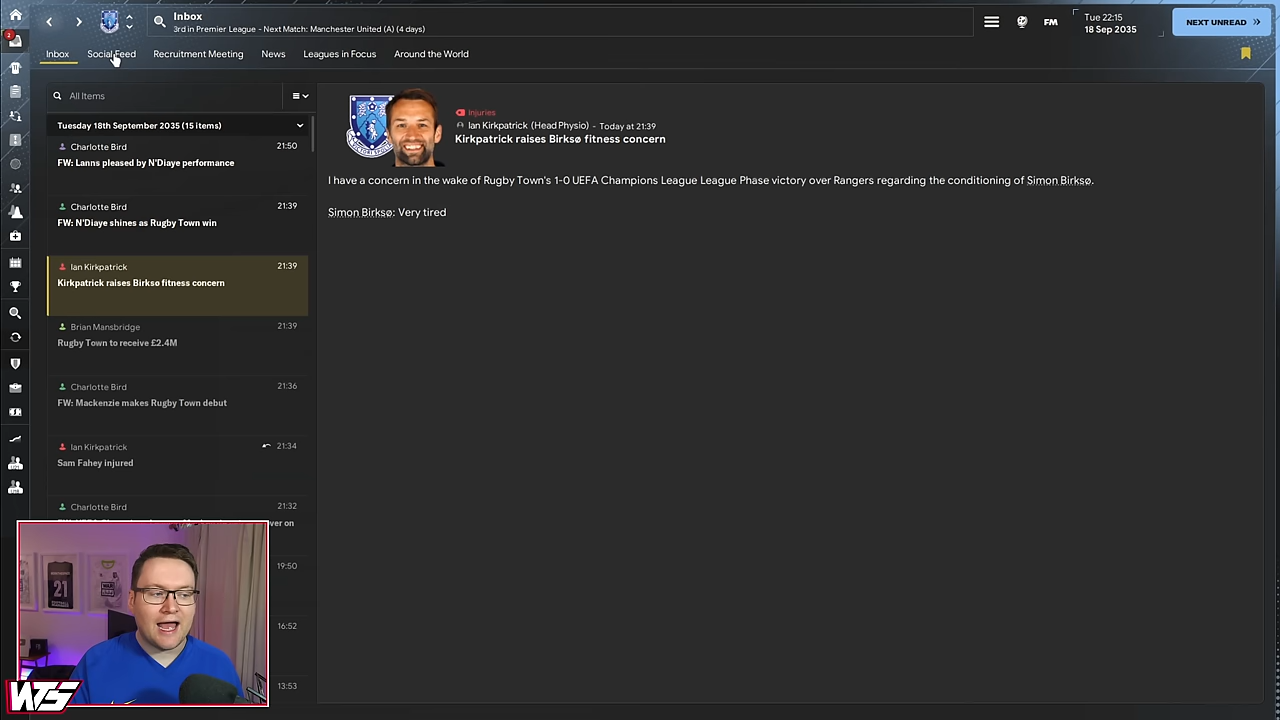 Inbox
3rd in Premier League - Next Match: Manchester United (A) (4 days)
FM
Tue 22:15
18 Sep 2035
NEXT UNREAD
2
Inbox
Social Feed
Recruitment Meeting
News
Leagues in Focus
Around the World
All Items
Tuesday 18th September 2035 (15 items)
Charlotte Bird
21:50
FW: Lanns pleased by N'Diaye performance
Charlotte Bird
21:39
FW: N'Diaye shines as Rugby Town win
Ian Kirkpatrick
21:39
Kirkpatrick raises Birksø fitness concern
Brian Mansbridge
21:39
Rugby Town to receive £2.4M
Charlotte Bird
21:36
FW: Mackenzie makes Rugby Town debut
Ian Kirkpatrick
21:34
Sam Fahey injured
Charlotte Bird
21:32
over on
19:50
16:52
13:53
Injuries
Ian Kirkpatrick (Head Physio) - Today at 21:39
Kirkpatrick raises Birksø fitness concern
I have a concern in the wake of Rugby Town's 1-0 UEFA Champions League League Phase victory over Rangers regarding the conditioning of Simon Birksø.
Simon Birksø: Very tired
21
WTS